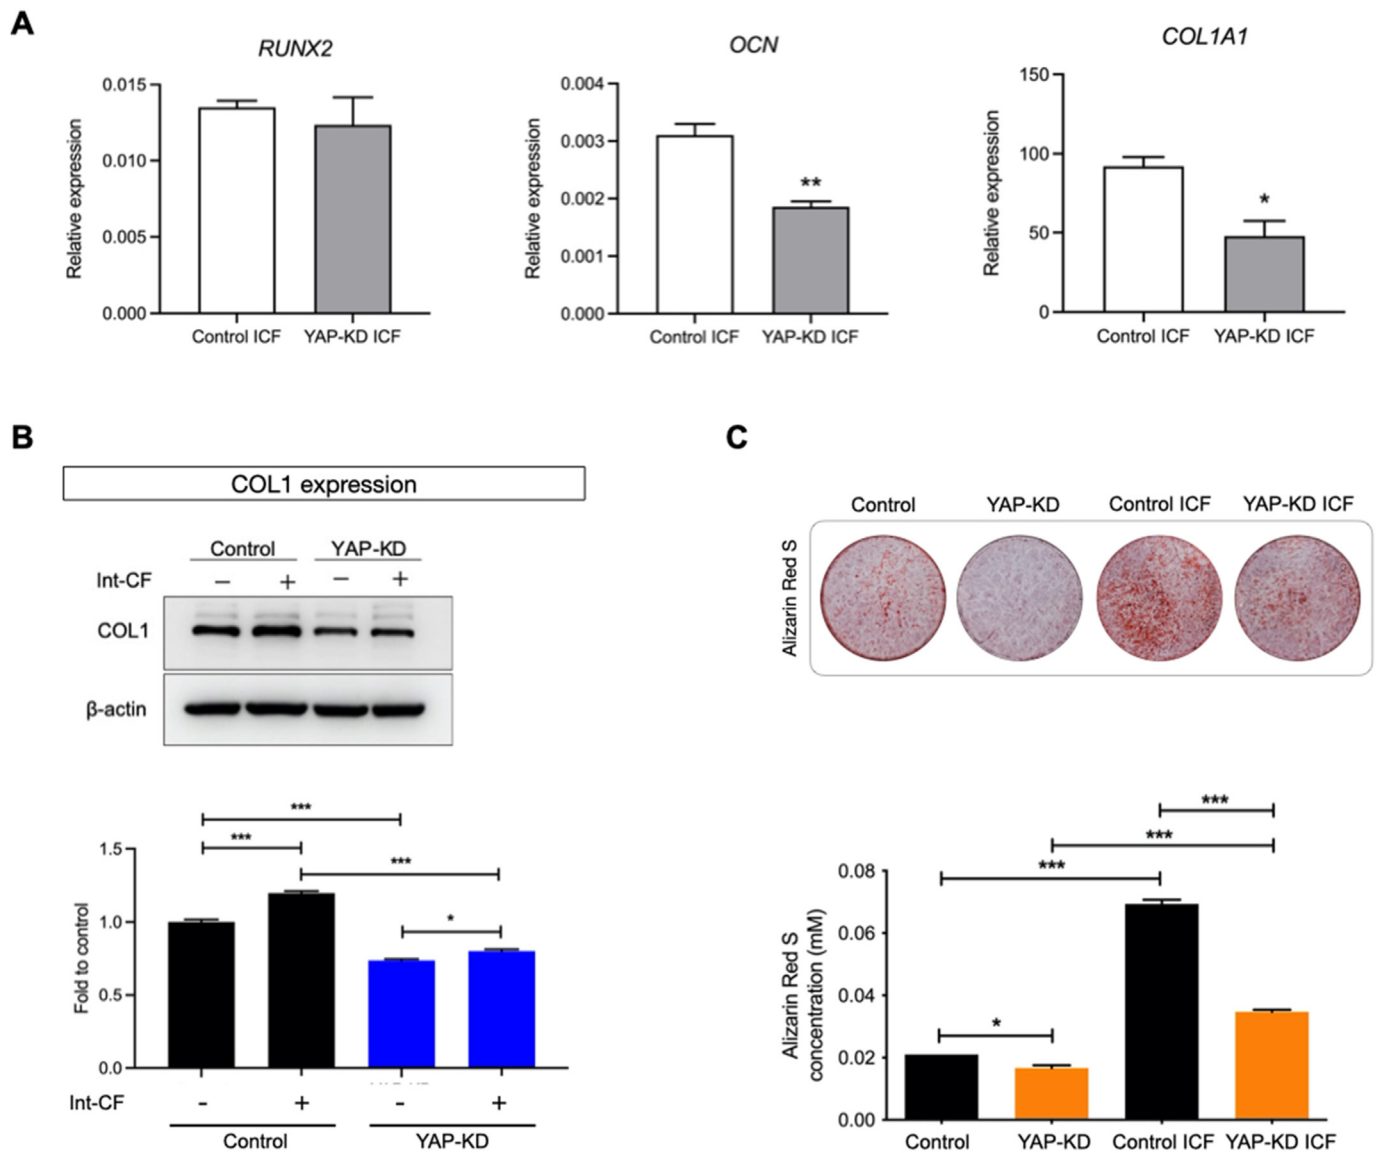 A
RUNX2
0.015
0.010
0.005
0.000
Relative expression
Control ICF YAP-KD ICF
OCN
0.004
0.003
0.002
0.001
0.000
Relative expression
**
Control ICF YAP-KD ICF
COL1A1
150
100
50
0
Relative expression
*
Control ICF YAP-KD ICF
B
COL1 expression
Control YAP-KD
Int-CF – + – +
COL1
β-actin
***
***
***
*
1.5
1.0
0.5
0.0
Fold to control
Int-CF - + - +
Control YAP-KD
C
Control YAP-KD Control ICF YAP-KD ICF
Alizarin Red S
***
***
***
*
0.08
0.06
0.04
0.02
0.00
Alizarin Red S
concentration (mM)
Control YAP-KD Control ICF YAP-KD ICF